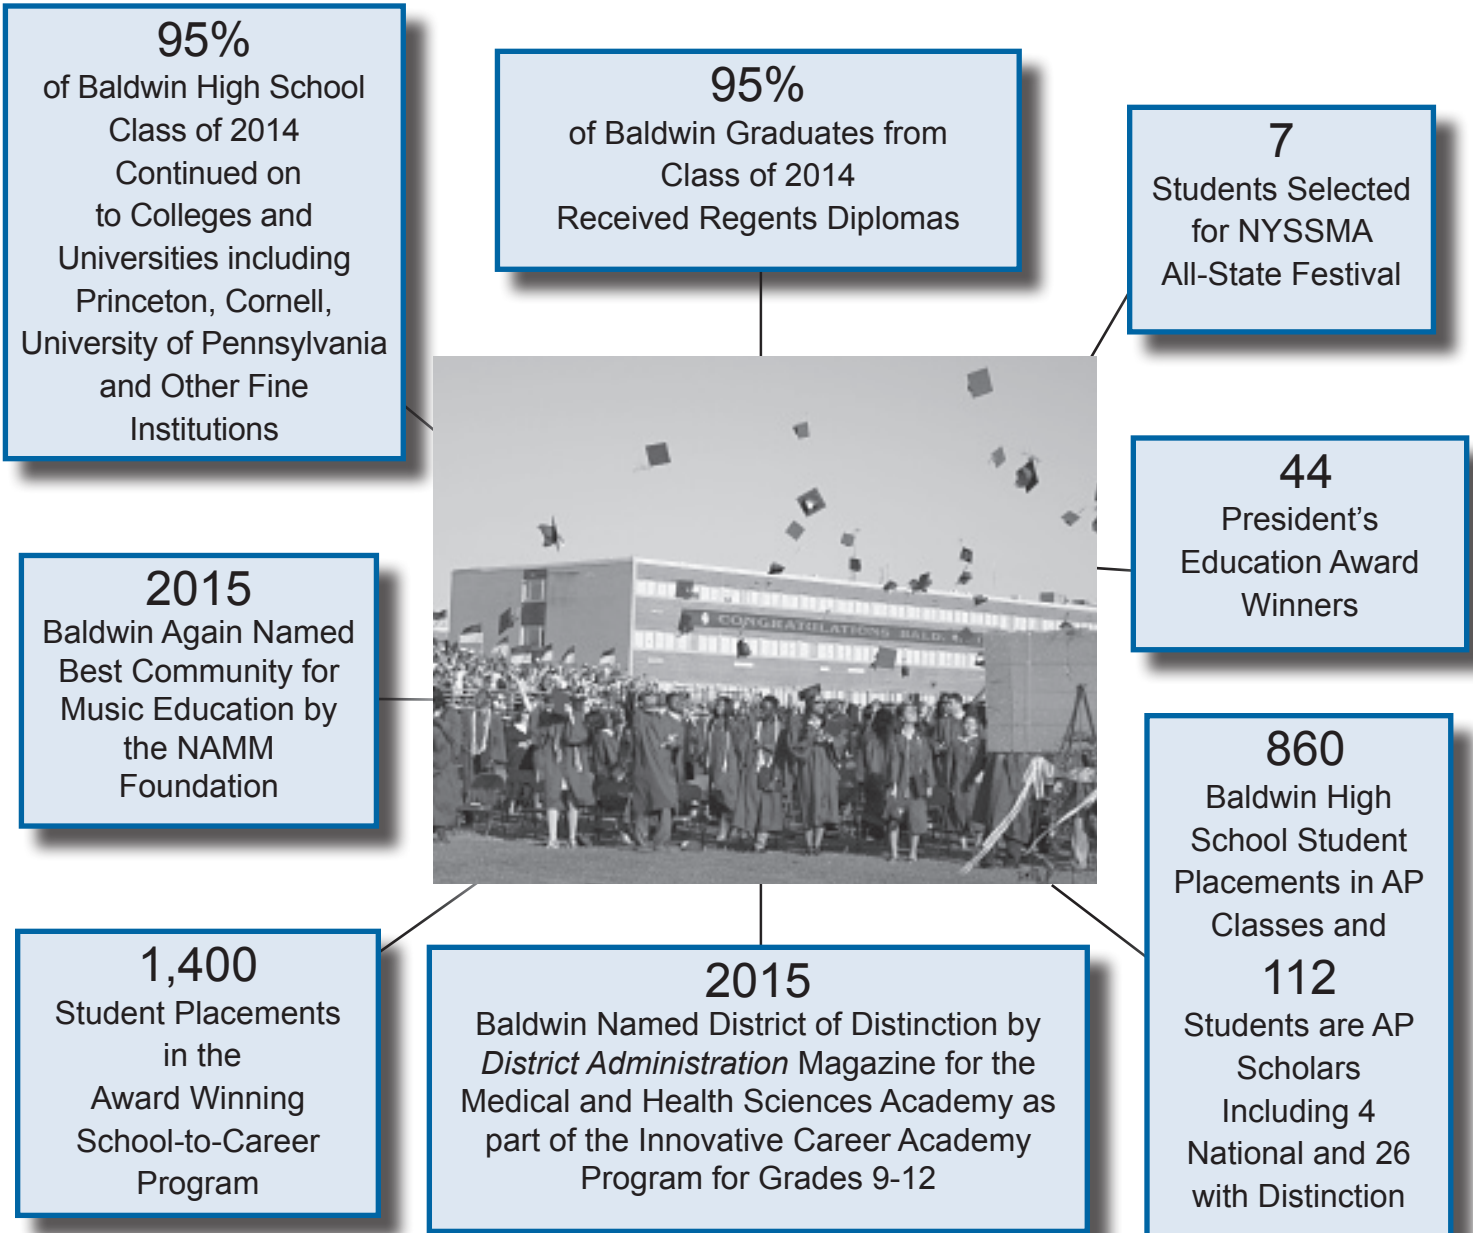 95%
of Baldwin High School
Class of 2014
Continued on
to Colleges and
Universities including
Princeton, Cornell,
University of Pennsylvania
and Other Fine
Institutions
95%
of Baldwin Graduates from
Class of 2014
Received Regents Diplomas
7
Students Selected
for NYSSMA
All-State Festival
44
President’s
Education Award
Winners
2015
Baldwin Again Named
Best Community for
Music Education by
the NAMM
Foundation
CONGRATULATIONS BALD
860
Baldwin High
School Student
Placements in AP
Classes and
112
Students are AP
Scholars
Including 4
National and 26
with Distinction
1,400
Student Placements
in the
Award Winning
School-to-Career
Program
2015
Baldwin Named District of Distinction by
District Administration Magazine for the
Medical and Health Sciences Academy as
part of the Innovative Career Academy
Program for Grades 9-12